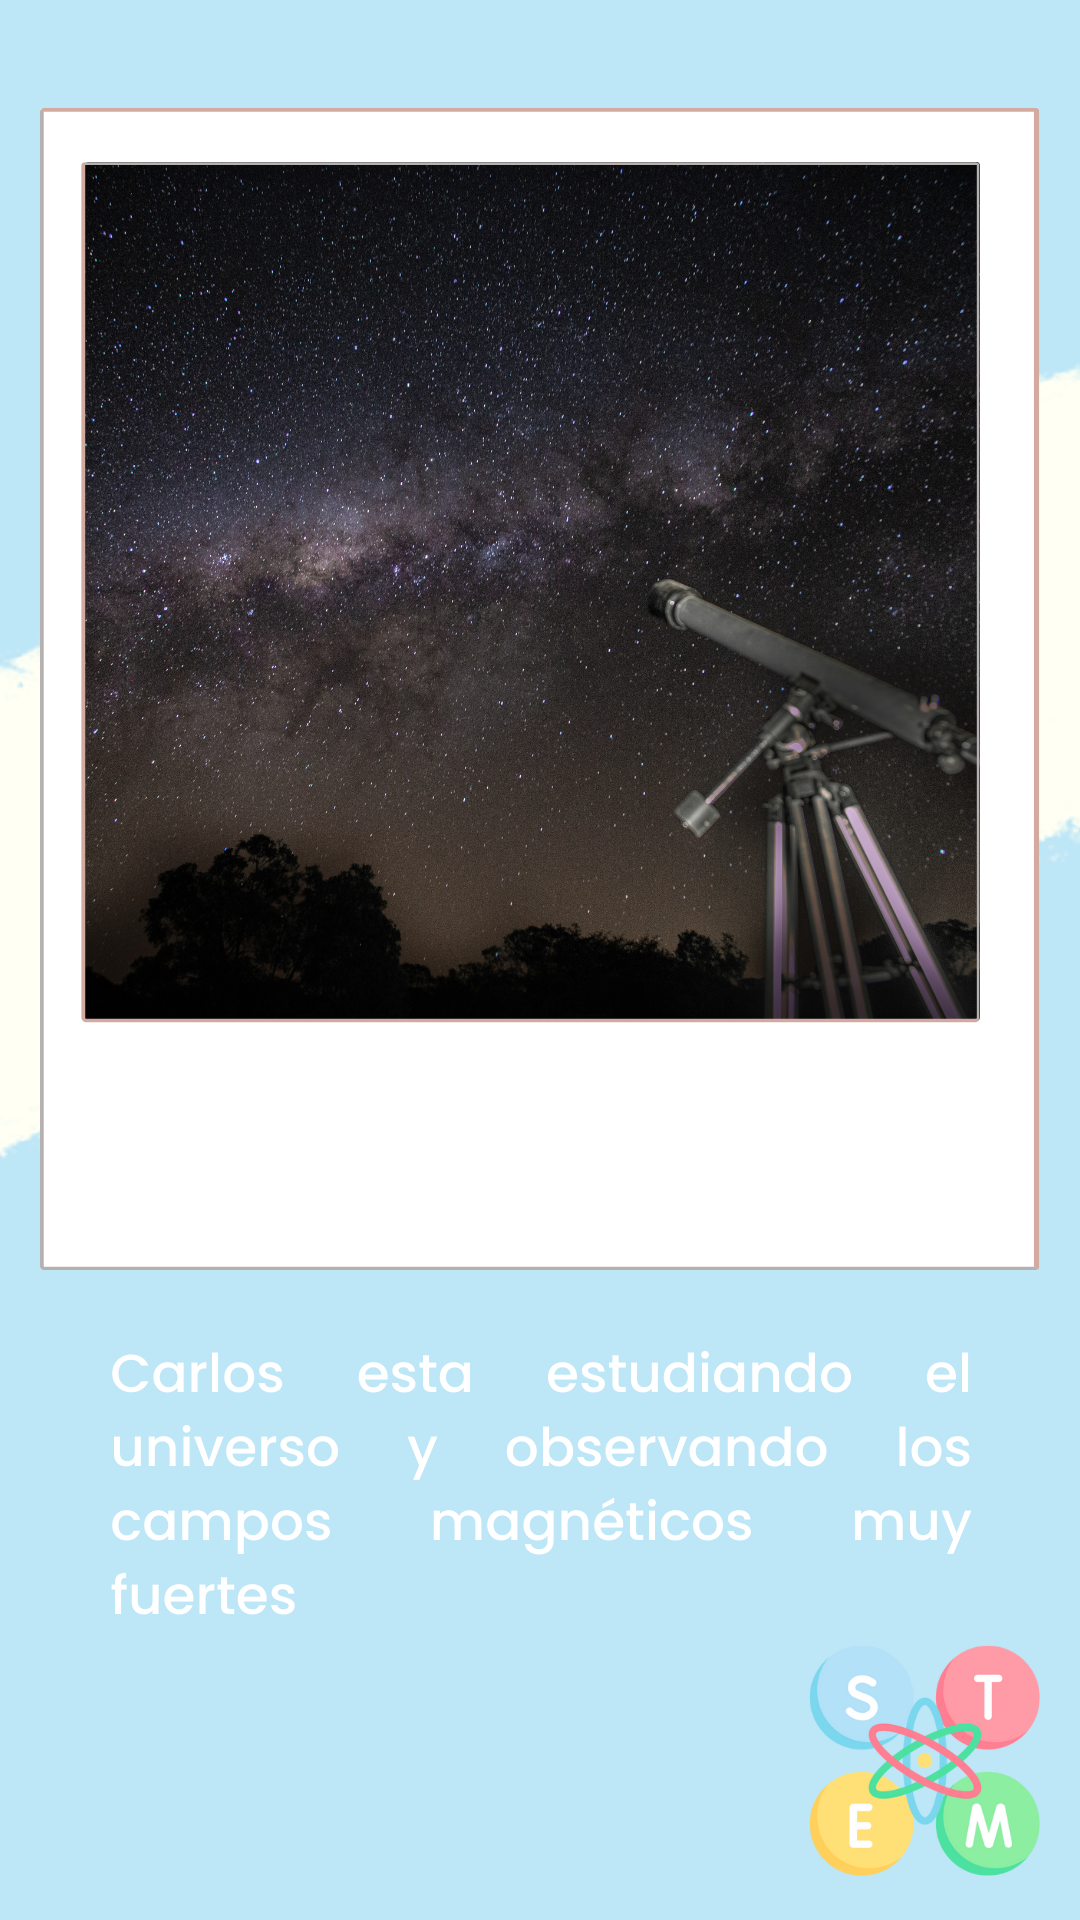 Carlos esta estudiando el
universo y observando los
campos magnéticos muy
fuertes
S T
E M